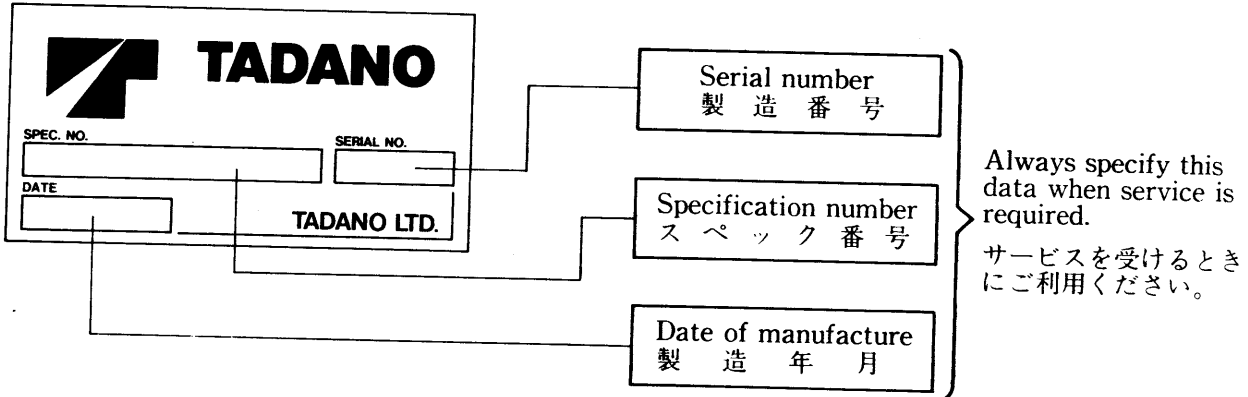 TADANO
SPEC. NO.
SERIAL NO.
DATE
TADANO LTD.
Serial number
製造番号
Specification number
スペック番号
Date of manufacture
製造年月
Always specify this
data when service is
required.
サービスを受けるとき
にご利用ください。